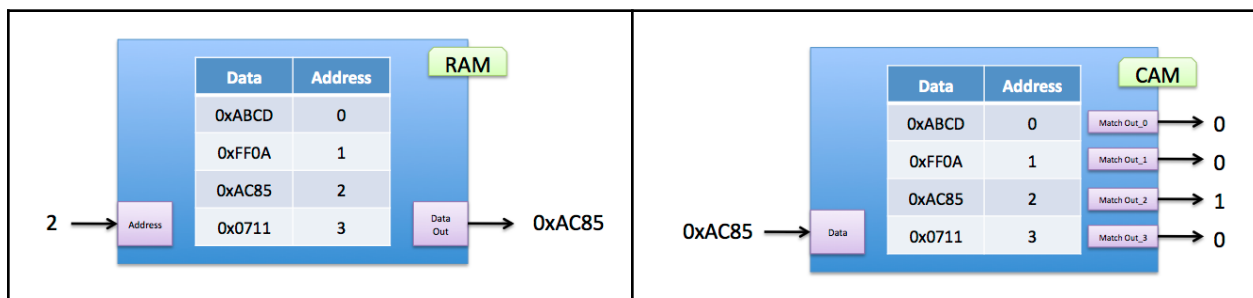 RAM
Data Address
0xABCD 0
0xFF0A 1
0xAC85 2
0x0711 3
2
Address
Data
Out
0xAC85
CAM
Data Address
0xABCD 0
0xFF0A 1
0xAC85 2
0x0711 3
0xAC85
Data
Match Out_0
0
Match Out_1
0
Match Out_2
1
Match Out_3
0